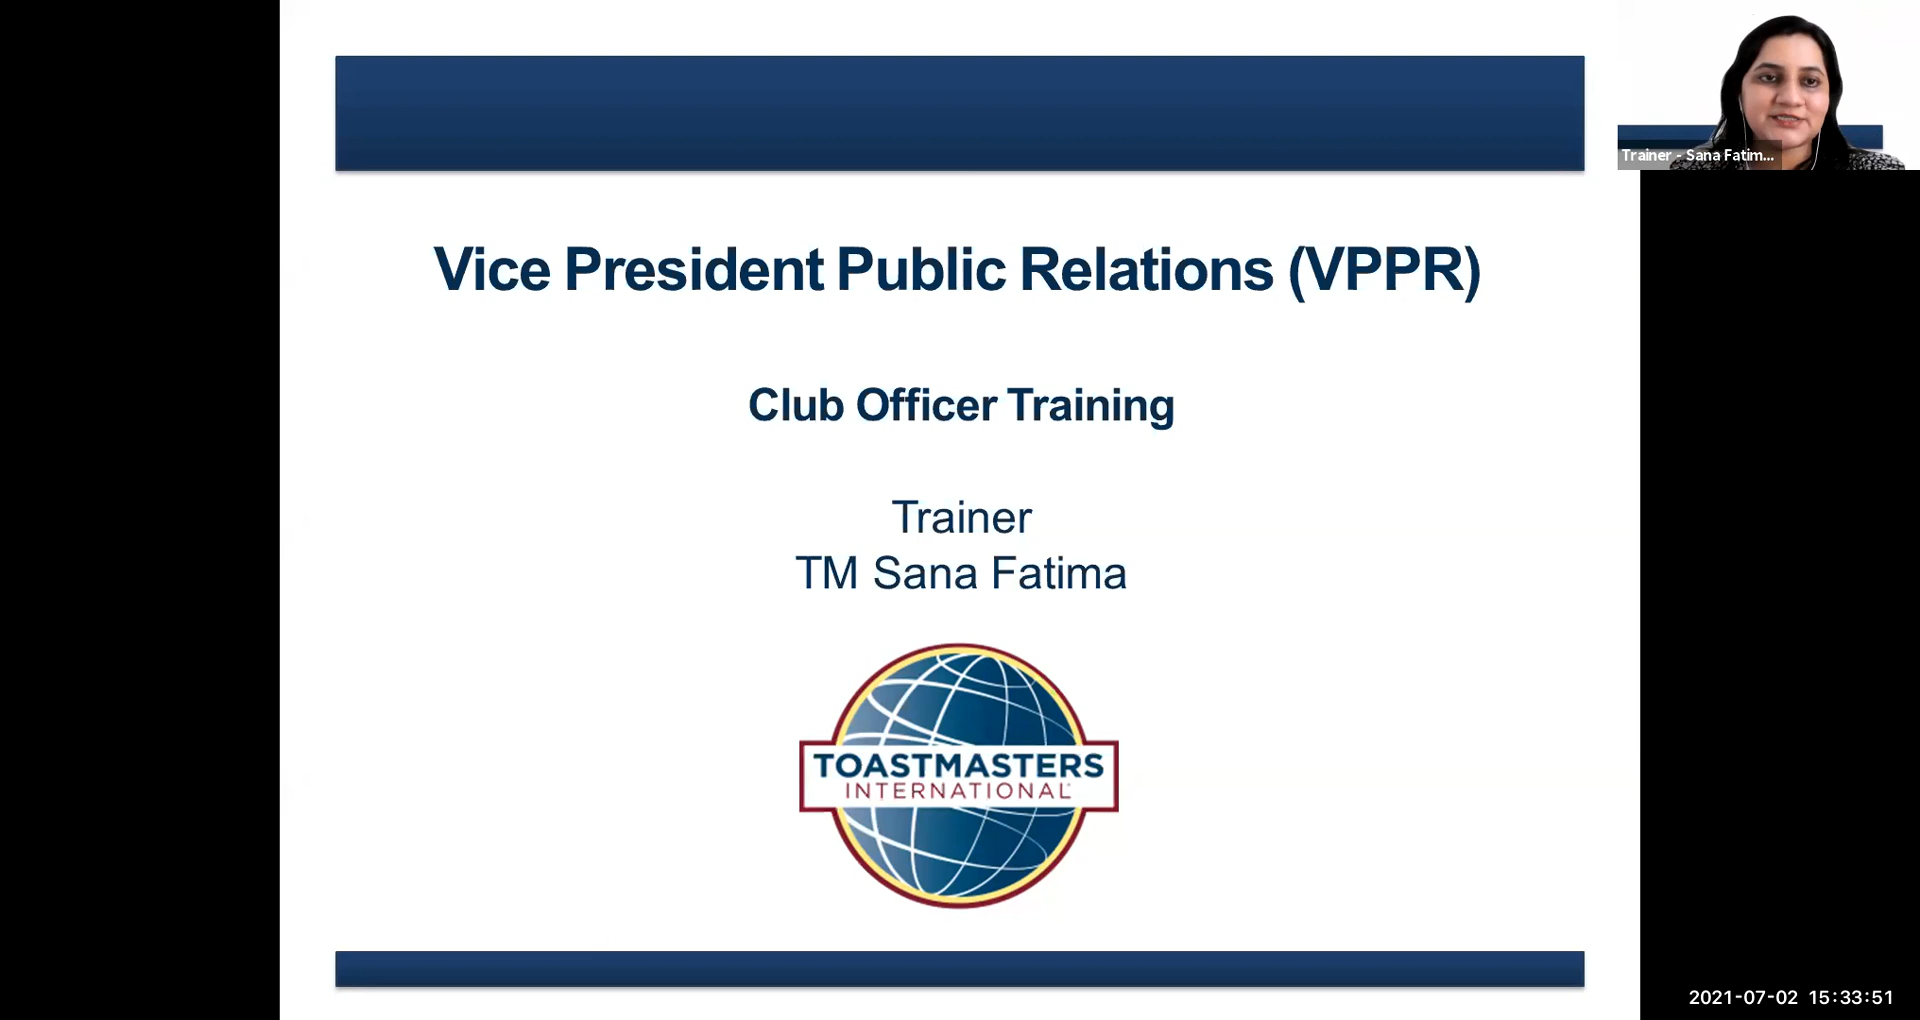 Trainer - Sana Fatim...
Vice President Public Relations (VPPR)
Club Officer Training
Trainer
TM Sana Fatima
TOASTMASTERS
INTERNATIONAL
2021-07-02 15:33:51